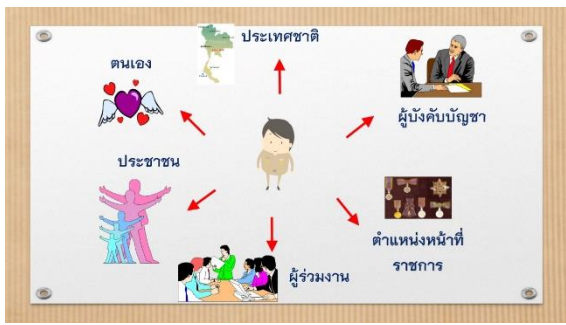 ประเทศชาติ
ตนเอง
ผู้บังคับบัญชา
ประชาชน
ตำแหน่งหน้าที่
ราชการ
ผู้ร่วมงาน